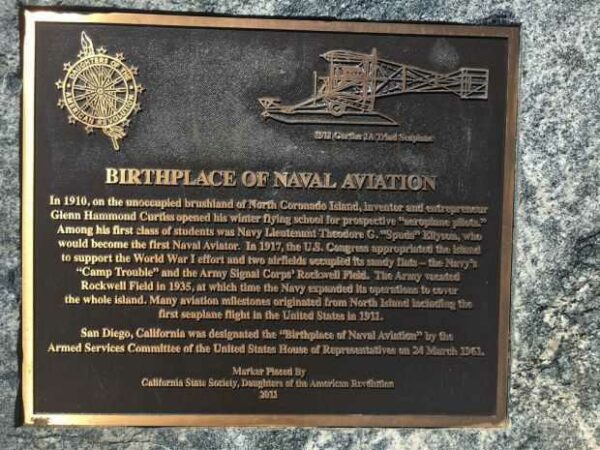 DAUGHTERS OF THE AMERICAN REVOLUTION
1911 Curtiss 1A Triad Seaplane
BIRTHPLACE OF NAVAL AVIATION
In 1910, on the unoccupied brushland of North Coronado Island, inventor and entrepreneur
Glenn Hammond Curtiss opened his winter flying school for prospective "aeroplane pilots."
Among his first class of students was Navy Lieutenant Theodore G. "Spuds" Ellyson, who
would become the first Naval Aviator. In 1917, the U.S. Congress appropriated the island
to support the World War I effort and two airfields occupied its sandy flats – the Navy's
"Camp Trouble" and the Army Signal Corps' Rockwell Field. The Army vacated
Rockwell Field in 1935, at which time the Navy expanded its operations to cover
the whole island. Many aviation milestones originated from North Island including the
first seaplane flight in the United States in 1911.
San Diego, California was designated the "Birthplace of Naval Aviation" by the
Armed Services Committee of the United States House of Representatives on 24 March 1961.
Marker Placed By
California State Society, Daughters of the American Revolution